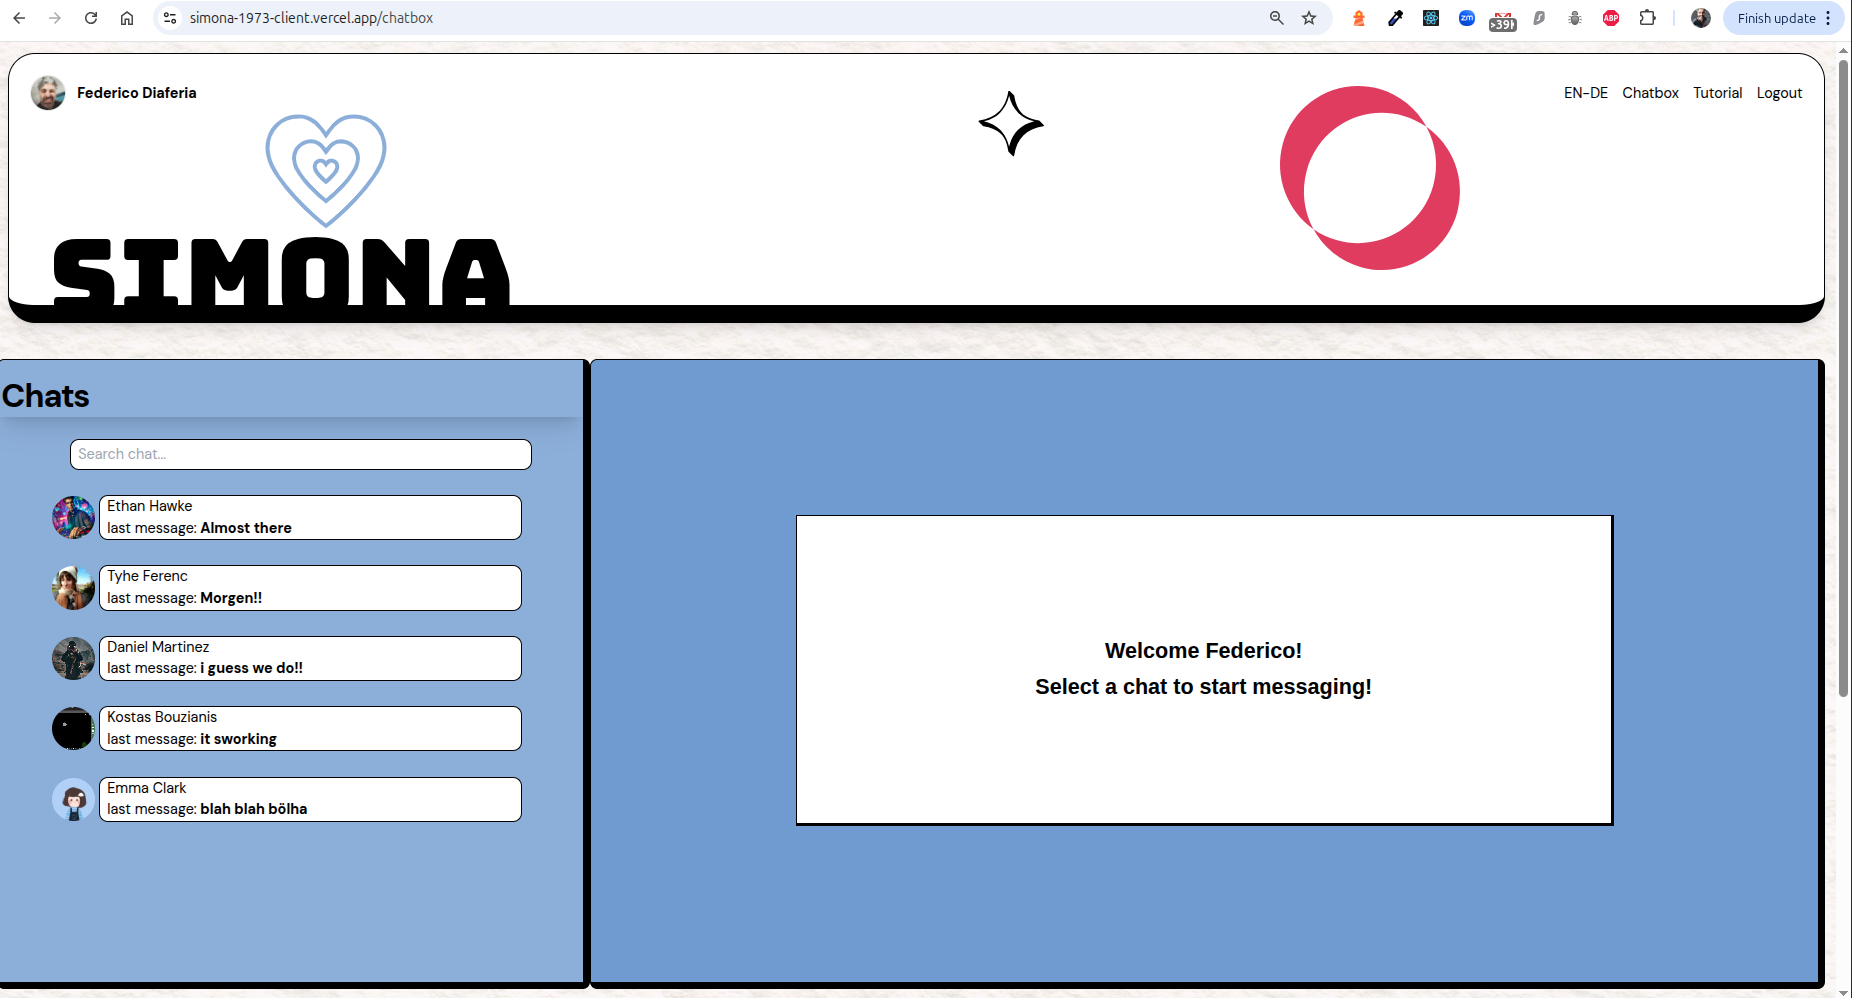 simona-1973-client.vercel.app/chatbox
zm
>39K
ABP
Finish update
Federico Diaferia
EN-DE Chatbox Tutorial Logout
SIMONA
Chats
Search chat...
Ethan Hawke
last message: Almost there
Tyhe Ferenc
last message: Morgen!!
Daniel Martinez
last message: i guess we do!!
Kostas Bouzianis
last message: it sworking
Emma Clark
last message: blah blah bölha
Welcome Federico!
Select a chat to start messaging!